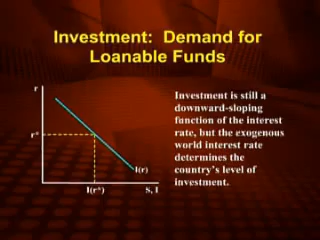 Investment: Demand for
Loanable Funds
r
Investment is still a
downward-sloping
function of the interest
rate, but the exogenous
world interest rate
determines the
country's level of
investment.
r*
I(r)
I(r*)
S, I